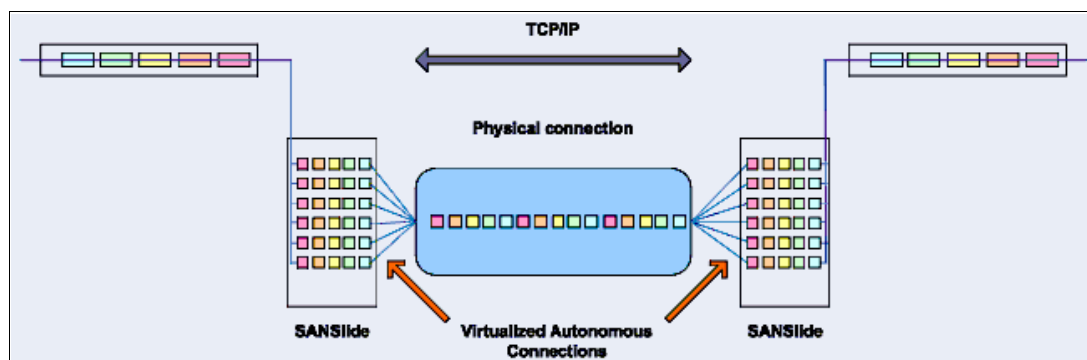 TCP/IP
Physical connection
SANSlide
Virtualized Autonomous
Connections
SANSlide